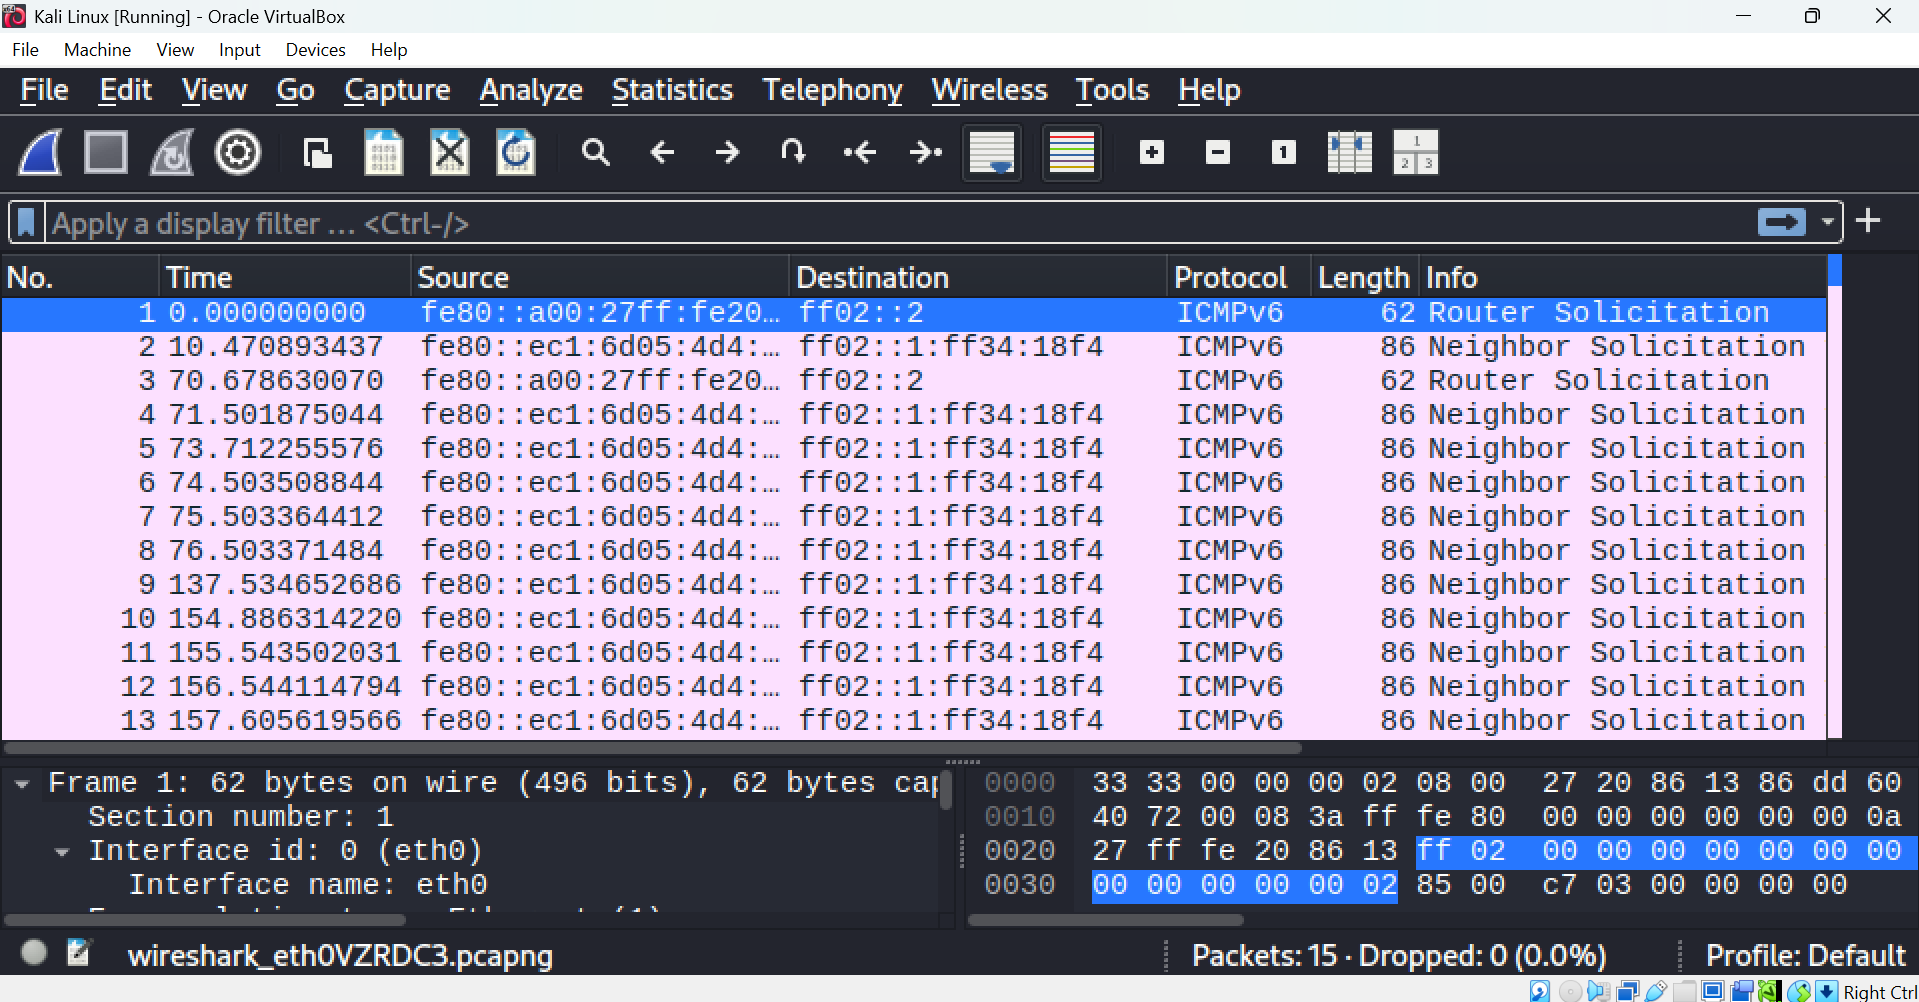 Kali Linux [Running] - Oracle VirtualBox
File Machine View Input Devices Help
File Edit View Go Capture Analyze Statistics Telephony Wireless Tools Help
Apply a display filter ... <Ctrl-/>
No. Time Source Destination Protocol Length Info
1 0.000000000 fe80::a00:27ff:fe20… ff02::2 ICMPv6 62 Router Solicitation
2 10.470893437 fe80::ec1:6d05:4d4:… ff02::1:ff34:18f4 ICMPv6 86 Neighbor Solicitation
3 70.678630070 fe80::a00:27ff:fe20… ff02::2 ICMPv6 62 Router Solicitation
4 71.501875044 fe80::ec1:6d05:4d4:… ff02::1:ff34:18f4 ICMPv6 86 Neighbor Solicitation
5 73.712255576 fe80::ec1:6d05:4d4:… ff02::1:ff34:18f4 ICMPv6 86 Neighbor Solicitation
6 74.503508844 fe80::ec1:6d05:4d4:… ff02::1:ff34:18f4 ICMPv6 86 Neighbor Solicitation
7 75.503364412 fe80::ec1:6d05:4d4:… ff02::1:ff34:18f4 ICMPv6 86 Neighbor Solicitation
8 76.503371484 fe80::ec1:6d05:4d4:… ff02::1:ff34:18f4 ICMPv6 86 Neighbor Solicitation
9 137.534652686 fe80::ec1:6d05:4d4:… ff02::1:ff34:18f4 ICMPv6 86 Neighbor Solicitation
10 154.886314220 fe80::ec1:6d05:4d4:… ff02::1:ff34:18f4 ICMPv6 86 Neighbor Solicitation
11 155.543502031 fe80::ec1:6d05:4d4:… ff02::1:ff34:18f4 ICMPv6 86 Neighbor Solicitation
12 156.544114794 fe80::ec1:6d05:4d4:… ff02::1:ff34:18f4 ICMPv6 86 Neighbor Solicitation
13 157.605619566 fe80::ec1:6d05:4d4:… ff02::1:ff34:18f4 ICMPv6 86 Neighbor Solicitation
Frame 1: 62 bytes on wire (496 bits), 62 bytes cap
Section number: 1
Interface id: 0 (eth0)
Interface name: eth0
0000 33 33 00 00 00 02 08 00 27 20 86 13 86 dd 60
0010 40 72 00 08 3a ff fe 80 00 00 00 00 00 00 0a
0020 27 ff fe 20 86 13 ff 02 00 00 00 00 00 00 00
0030 00 00 00 00 00 02 85 00 c7 03 00 00 00 00
wireshark_eth0VZRDC3.pcapng
Packets: 15 · Dropped: 0 (0.0%)
Profile: Default
Right Ctrl